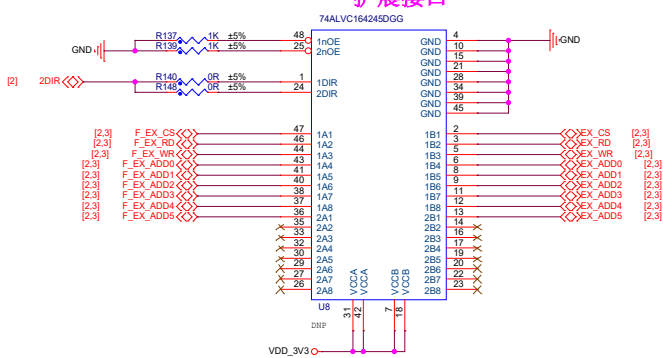 扩展接口
74ALVC164245DGG
GND
R137 1K ±5% 48 1nOE GND 4 GND
R139 1K ±5% 25 2nOE GND 10
GND 15
GND 21
[2] 2DIR R140 0R ±5% 1 1DIR GND 28
R148 0R ±5% 24 2DIR GND 34
GND 39
GND 45
[2,3] F_EX_CS 47 1A1 1B1 2 EX_CS [2,3]
[2,3] F_EX_RD 46 1A2 1B2 3 EX_RD [2,3]
[2,3] F_EX_WR 44 1A3 1B3 5 EX_WR [2,3]
[2,3] F_EX_ADD0 43 1A4 1B4 6 EX_ADD0 [2,3]
[2,3] F_EX_ADD1 41 1A5 1B5 8 EX_ADD1 [2,3]
[2,3] F_EX_ADD2 40 1A6 1B6 9 EX_ADD2 [2,3]
[2,3] F_EX_ADD3 38 1A7 1B7 11 EX_ADD3 [2,3]
[2,3] F_EX_ADD4 37 1A8 1B8 12 EX_ADD4 [2,3]
[2,3] F_EX_ADD5 36 2A1 2B1 13 EX_ADD5 [2,3]
35 2A2 2B2 14
33 2A3 2B3 16
32 2A4 2B4 17
30 2A5 2B5 19
29 2A6 2B6 20
27 2A7 2B7 22
26 2A8 2B8 23
VCCA VCCA VCCB VCCB
U8 31 42 7 18
DNP
VDD_3V3